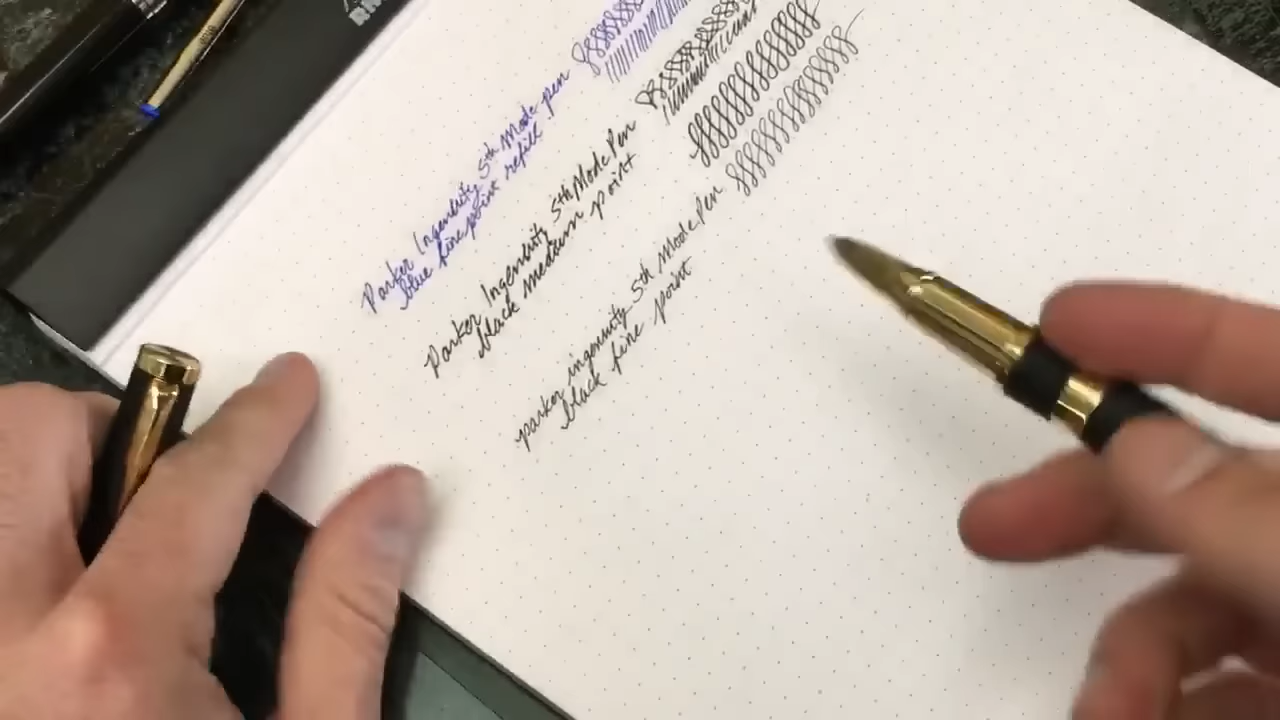 Parker Ingenuity 5th Mode pen
blue fine point refill
Parker Ingenuity 5th Mode Pen
black medium point
parker ingenuity 5th Mode Pen
black fine point